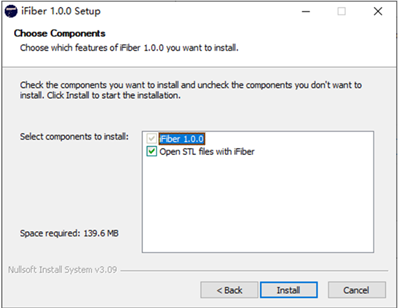 iFiber 1.0.0 Setup
Choose Components
Choose which features of iFiber 1.0.0 you want to install.
Check the components you want to install and uncheck the components you don't want to
install. Click Install to start the installation.
Select components to install:
iFiber 1.0.0
Open STL files with iFiber
Space required: 139.6 MB
Nullsoft Install System v3.09
< Back
Install
Cancel